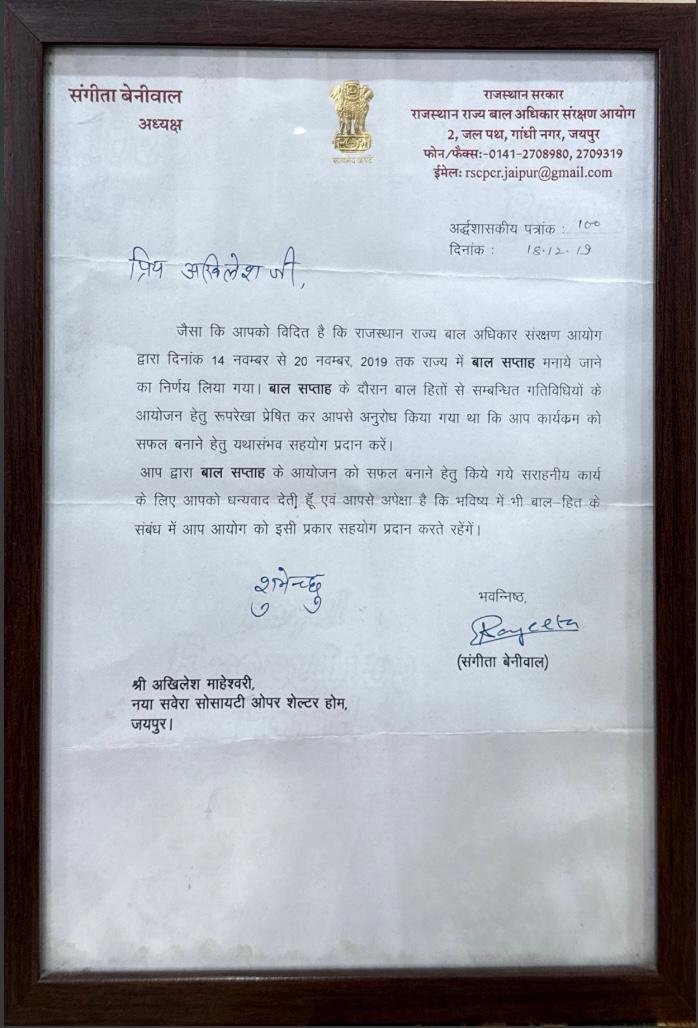 संगीता बेनीवाल
अध्यक्ष
राजस्थान सरकार
राजस्थान राज्य बाल अधिकार संरक्षण आयोग
2, जल पथ, गांधी नगर, जयपुर
फोन/फैक्सः-0141-2708980, 2709319
ईमेलः rscpcr.jaipur@gmail.com
सत्यमेव जयते
अर्द्धशासकीय पत्रांक : 100
दिनांक : 18.12.19
प्रिय अखिलेश जी,
जैसा कि आपको विदित है कि राजस्थान राज्य बाल अधिकार संरक्षण आयोग
द्वारा दिनांक 14 नवम्बर से 20 नवम्बर, 2019 तक राज्य में बाल सप्ताह मनाये जाने
का निर्णय लिया गया। बाल सप्ताह के दौरान बाल हितों से सम्बन्धित गतिविधियों के
आयोजन हेतु रूपरेखा प्रेषित कर आपसे अनुरोध किया गया था कि आप कार्यकम को
सफल बनाने हेतु यथासंभव सहयोग प्रदान करें।
आप द्वारा बाल सप्ताह के आयोजन को सफल बनाने हेतु किये गये सराहनीय कार्य
के लिए आपको धन्यवाद देती हूँ एवं आपसे अपेक्षा है कि भविष्य में भी बाल-हित के
संबंध में आप आयोग को इसी प्रकार सहयोग प्रदान करते रहेंगें।
शुभेच्छु
भवन्निष्ठ,
(संगीता बेनीवाल)
श्री अखिलेश माहेश्वरी,
नया सवेरा सोसायटी ओपर शेल्टर होम,
जयपुर।